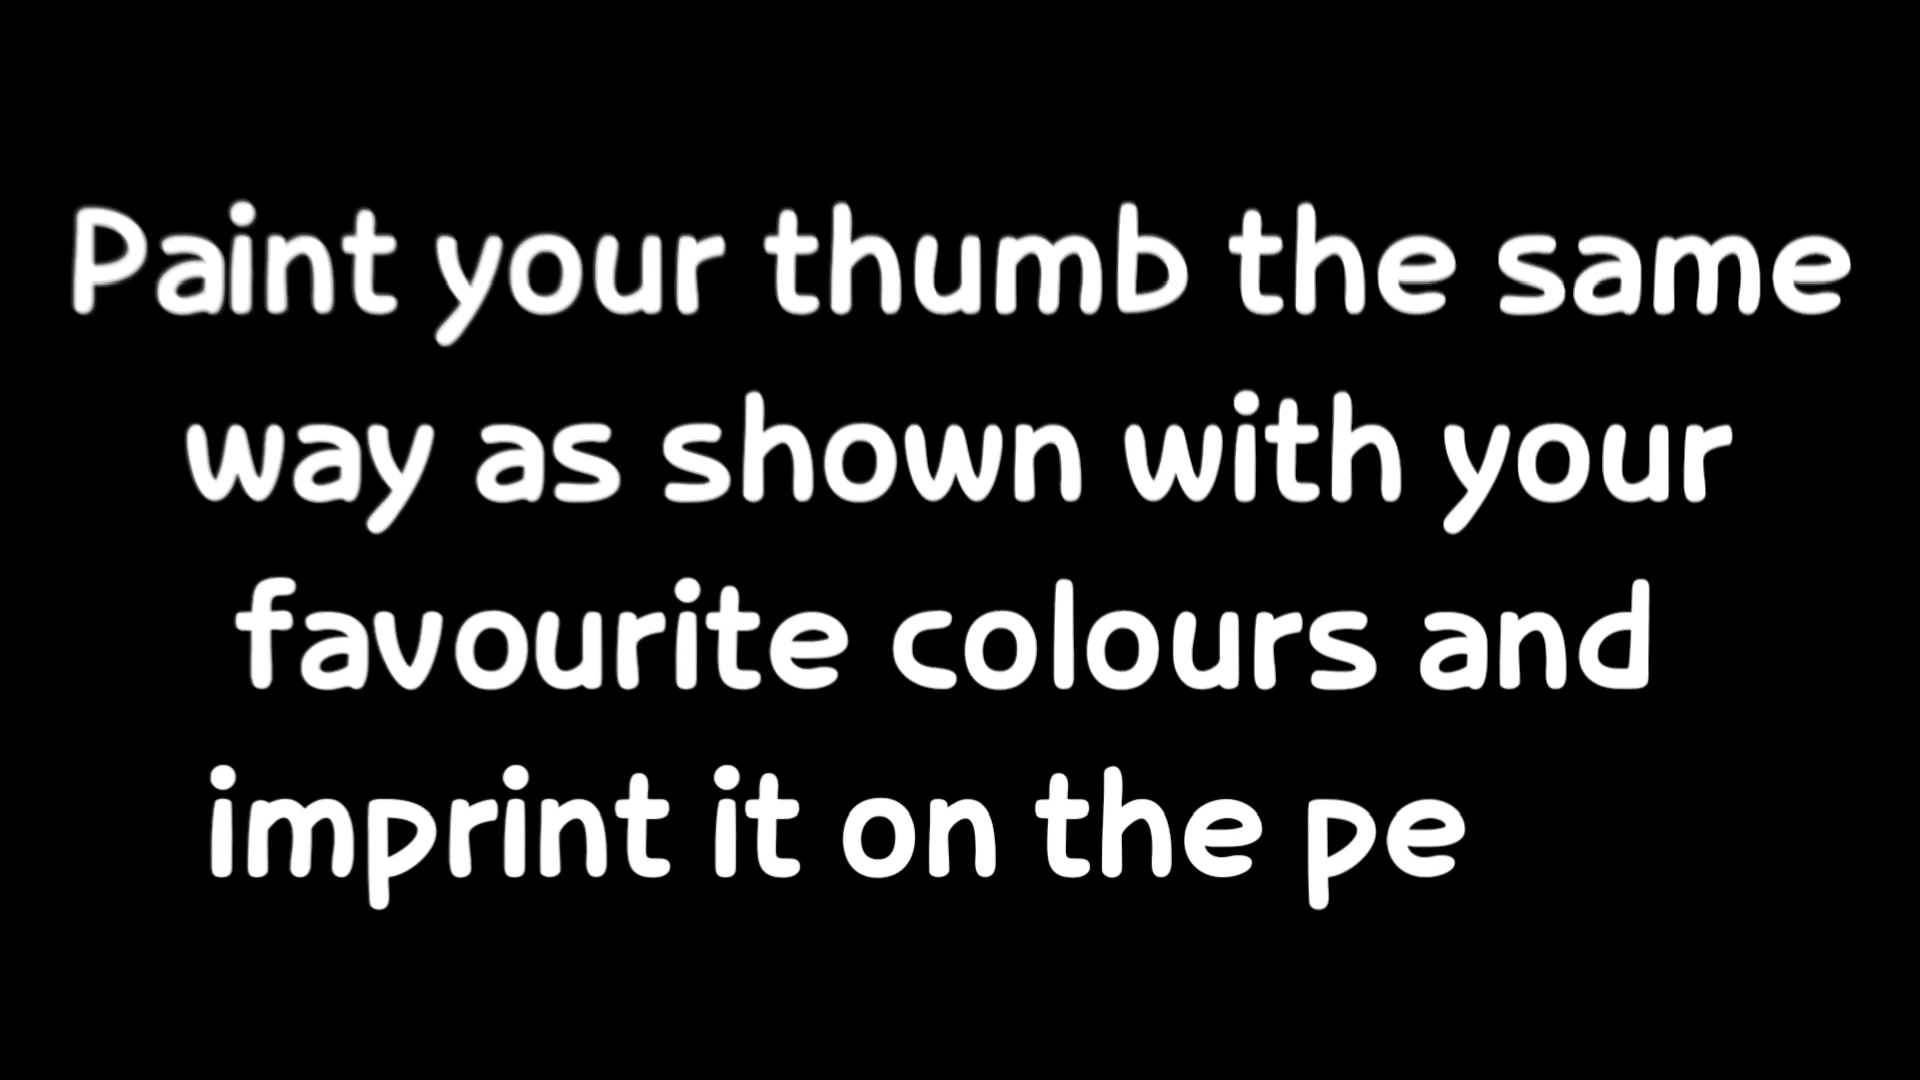 Paint your thumb the same
way as shown with your
favourite colours and
imprint it on the pe